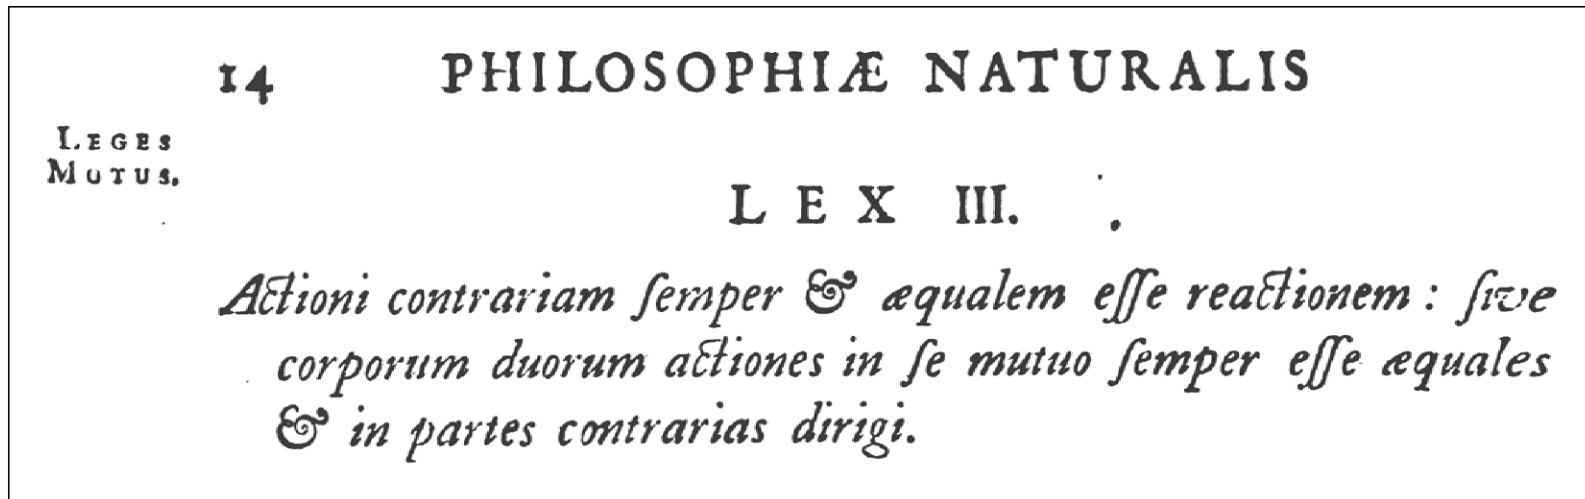 14 PHILOSOPHIÆ NATURALIS
LEGES
MOTUS.
LEX III.
Actioni contrariam ſemper & æqualem eſſe reactionem : ſive
corporum duorum actiones in ſe mutuo ſemper eſſe æquales
& in partes contrarias dirigi.